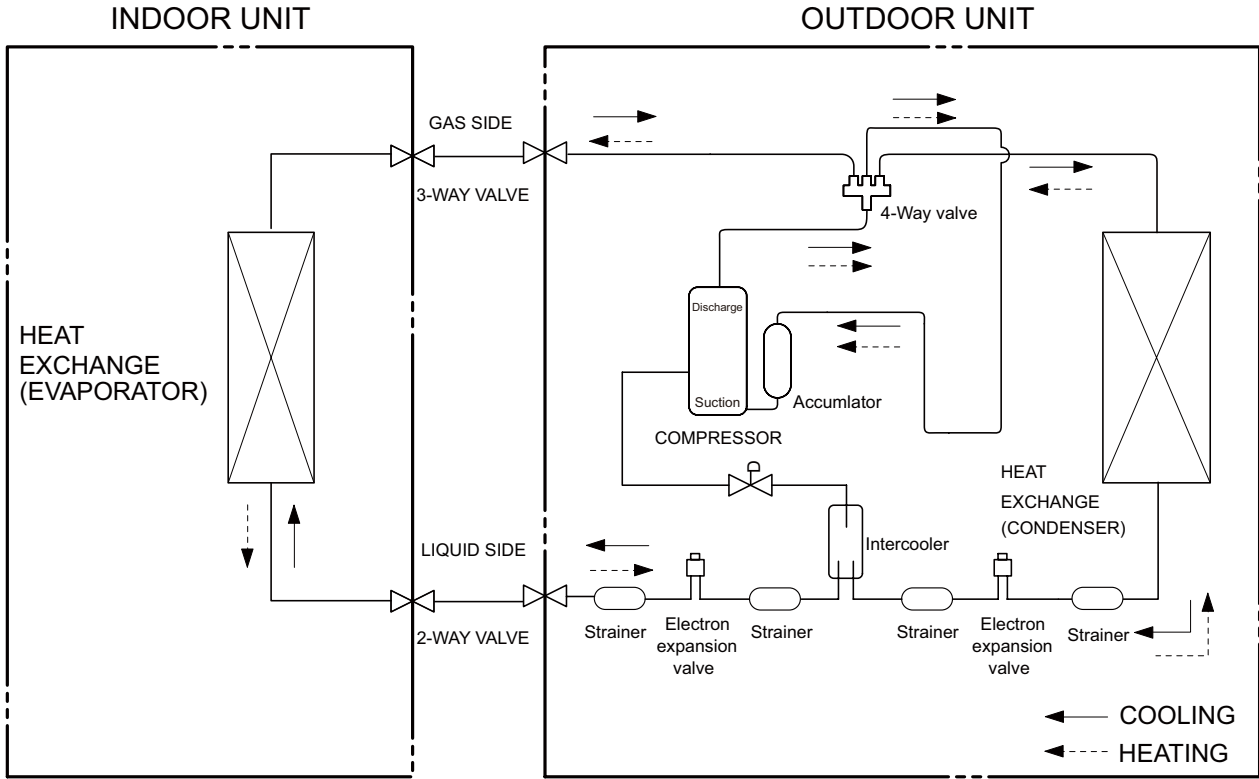 INDOOR UNIT
OUTDOOR UNIT
GAS SIDE
3-WAY VALVE
4-Way valve
HEAT
EXCHANGE
(EVAPORATOR)
Discharge
Suction
Accumlator
COMPRESSOR
HEAT
EXCHANGE
(CONDENSER)
Intercooler
LIQUID SIDE
2-WAY VALVE
Strainer
Electron
expansion
valve
Strainer
Strainer
Electron
expansion
valve
Strainer
COOLING
HEATING